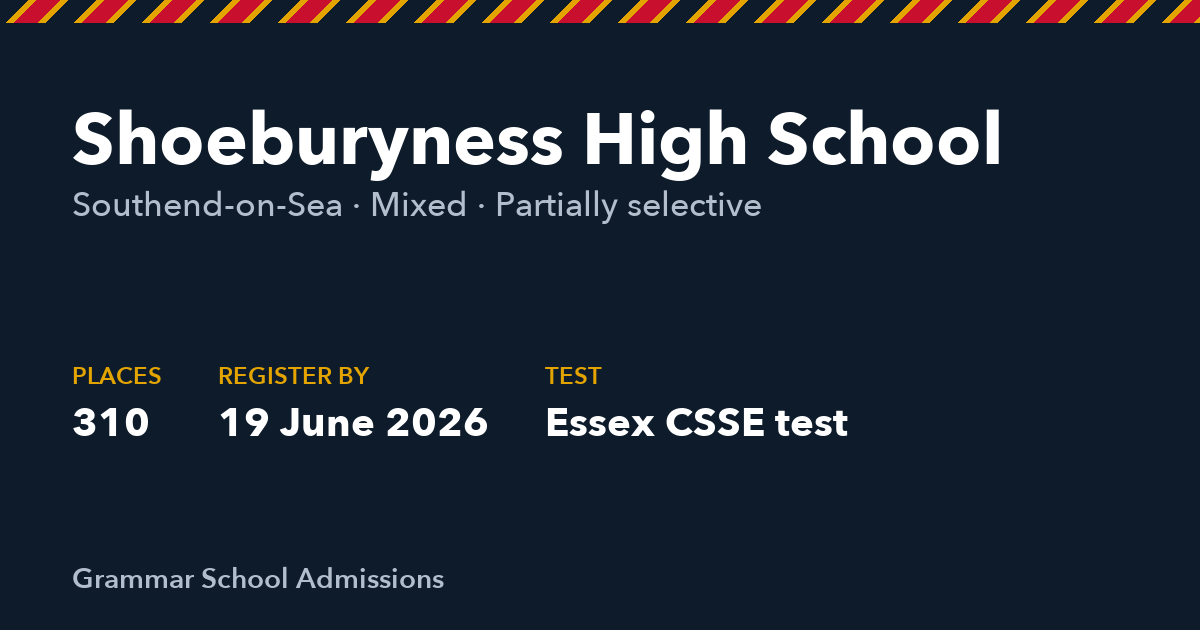 Shoeburyness High School
Southend-on-Sea · Mixed · Partially selective
PLACES
310
REGISTER BY
19 June 2026
TEST
Essex CSSE test
Grammar School Admissions